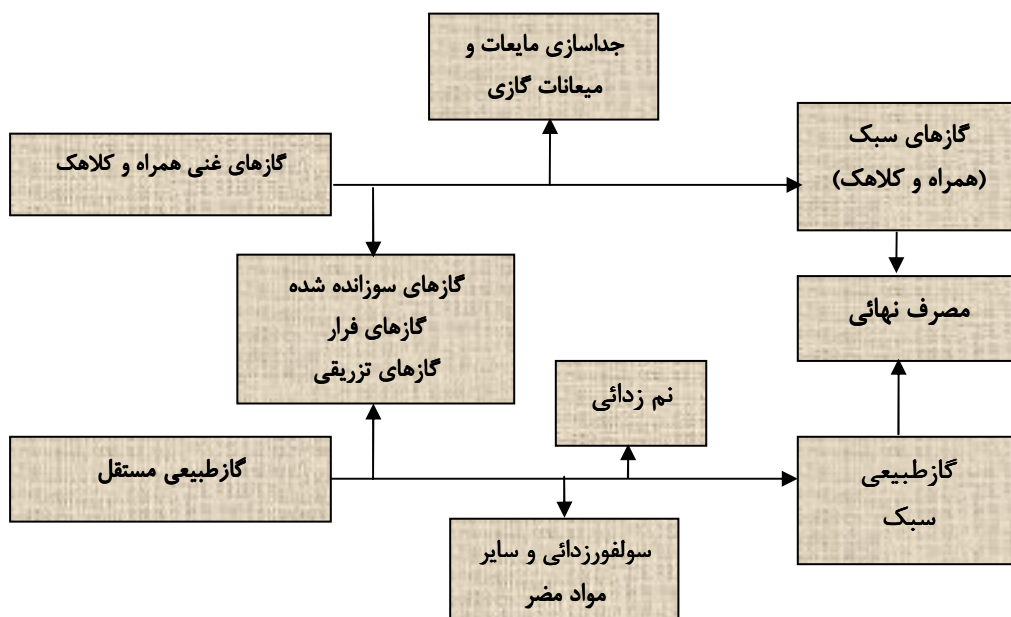 جداسازی مایعات و
میعانات گازی
گازهای سبک
(همراه و کلاهک)
گازهای غنی همراه و کلاهک
گازهای سوزانده شده
گازهای فرار
گازهای تزریقی
مصرف نهائی
نم زدائی
گازطبیعی مستقل
گازطبیعی
سبک
سولفورزدائی و سایر
مواد مضر